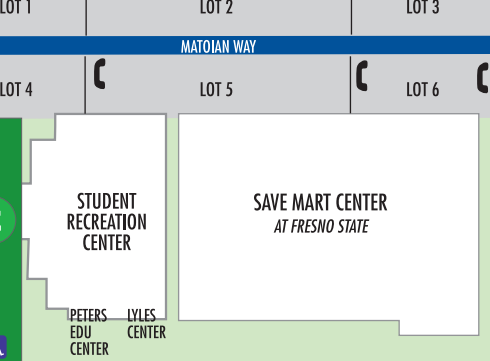 LOT 1
LOT 2
LOT 3
MATOIAN WAY
LOT 4
LOT 5
LOT 6
STUDENT
RECREATION
CENTER
SAVE MART CENTER
AT FRESNO STATE
PETERS
EDU
CENTER
LYLES
CENTER